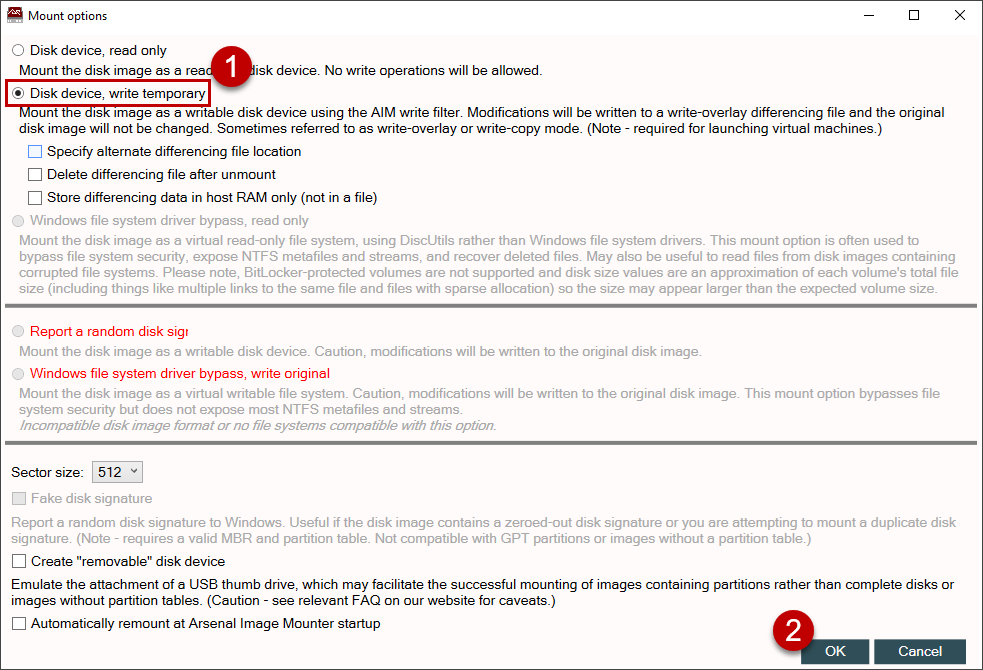 Mount options
Disk device, read only
1
Mount the disk image as a read disk device. No write operations will be allowed.
Disk device, write temporary
Mount the disk image as a writable disk device using the AIM write filter. Modifications will be written to a write-overlay differencing file and the original
disk image will not be changed. Sometimes referred to as write-overlay or write-copy mode. (Note - required for launching virtual machines.)
Specify alternate differencing file location
Delete differencing file after unmount
Store differencing data in host RAM only (not in a file)
Windows file system driver bypass, read only
Mount the disk image as a virtual read-only file system, using DiscUtils rather than Windows file system drivers. This mount option is often used to
bypass file system security, expose NTFS metafiles and streams, and recover deleted files. May also be useful to read files from disk images containing
corrupted file systems. Please note, BitLocker-protected volumes are not supported and disk size values are an approximation of each volume's total file
size (including things like multiple links to the same file and files with sparse allocation) so the size may appear larger than the expected volume size.
Report a random disk sigr
Mount the disk image as a writable disk device. Caution, modifications will be written to the original disk image.
Windows file system driver bypass, write original
Mount the disk image as a virtual writable file system. Caution, modifications will be written to the original disk image. This mount option bypasses file
system security but does not expose most NTFS metafiles and streams.
Incompatible disk image format or no file systems compatible with this option.
Sector size: 512
Fake disk signature
Report a random disk signature to Windows. Useful if the disk image contains a zeroed-out disk signature or you are attempting to mount a duplicate disk
signature. (Note - requires a valid MBR and partition table. Not compatible with GPT partitions or images without a partition table.)
Create "removable" disk device
Emulate the attachment of a USB thumb drive, which may facilitate the successful mounting of images containing partitions rather than complete disks or
images without partition tables. (Caution - see relevant FAQ on our website for caveats.)
Automatically remount at Arsenal Image Mounter startup
2
OK Cancel